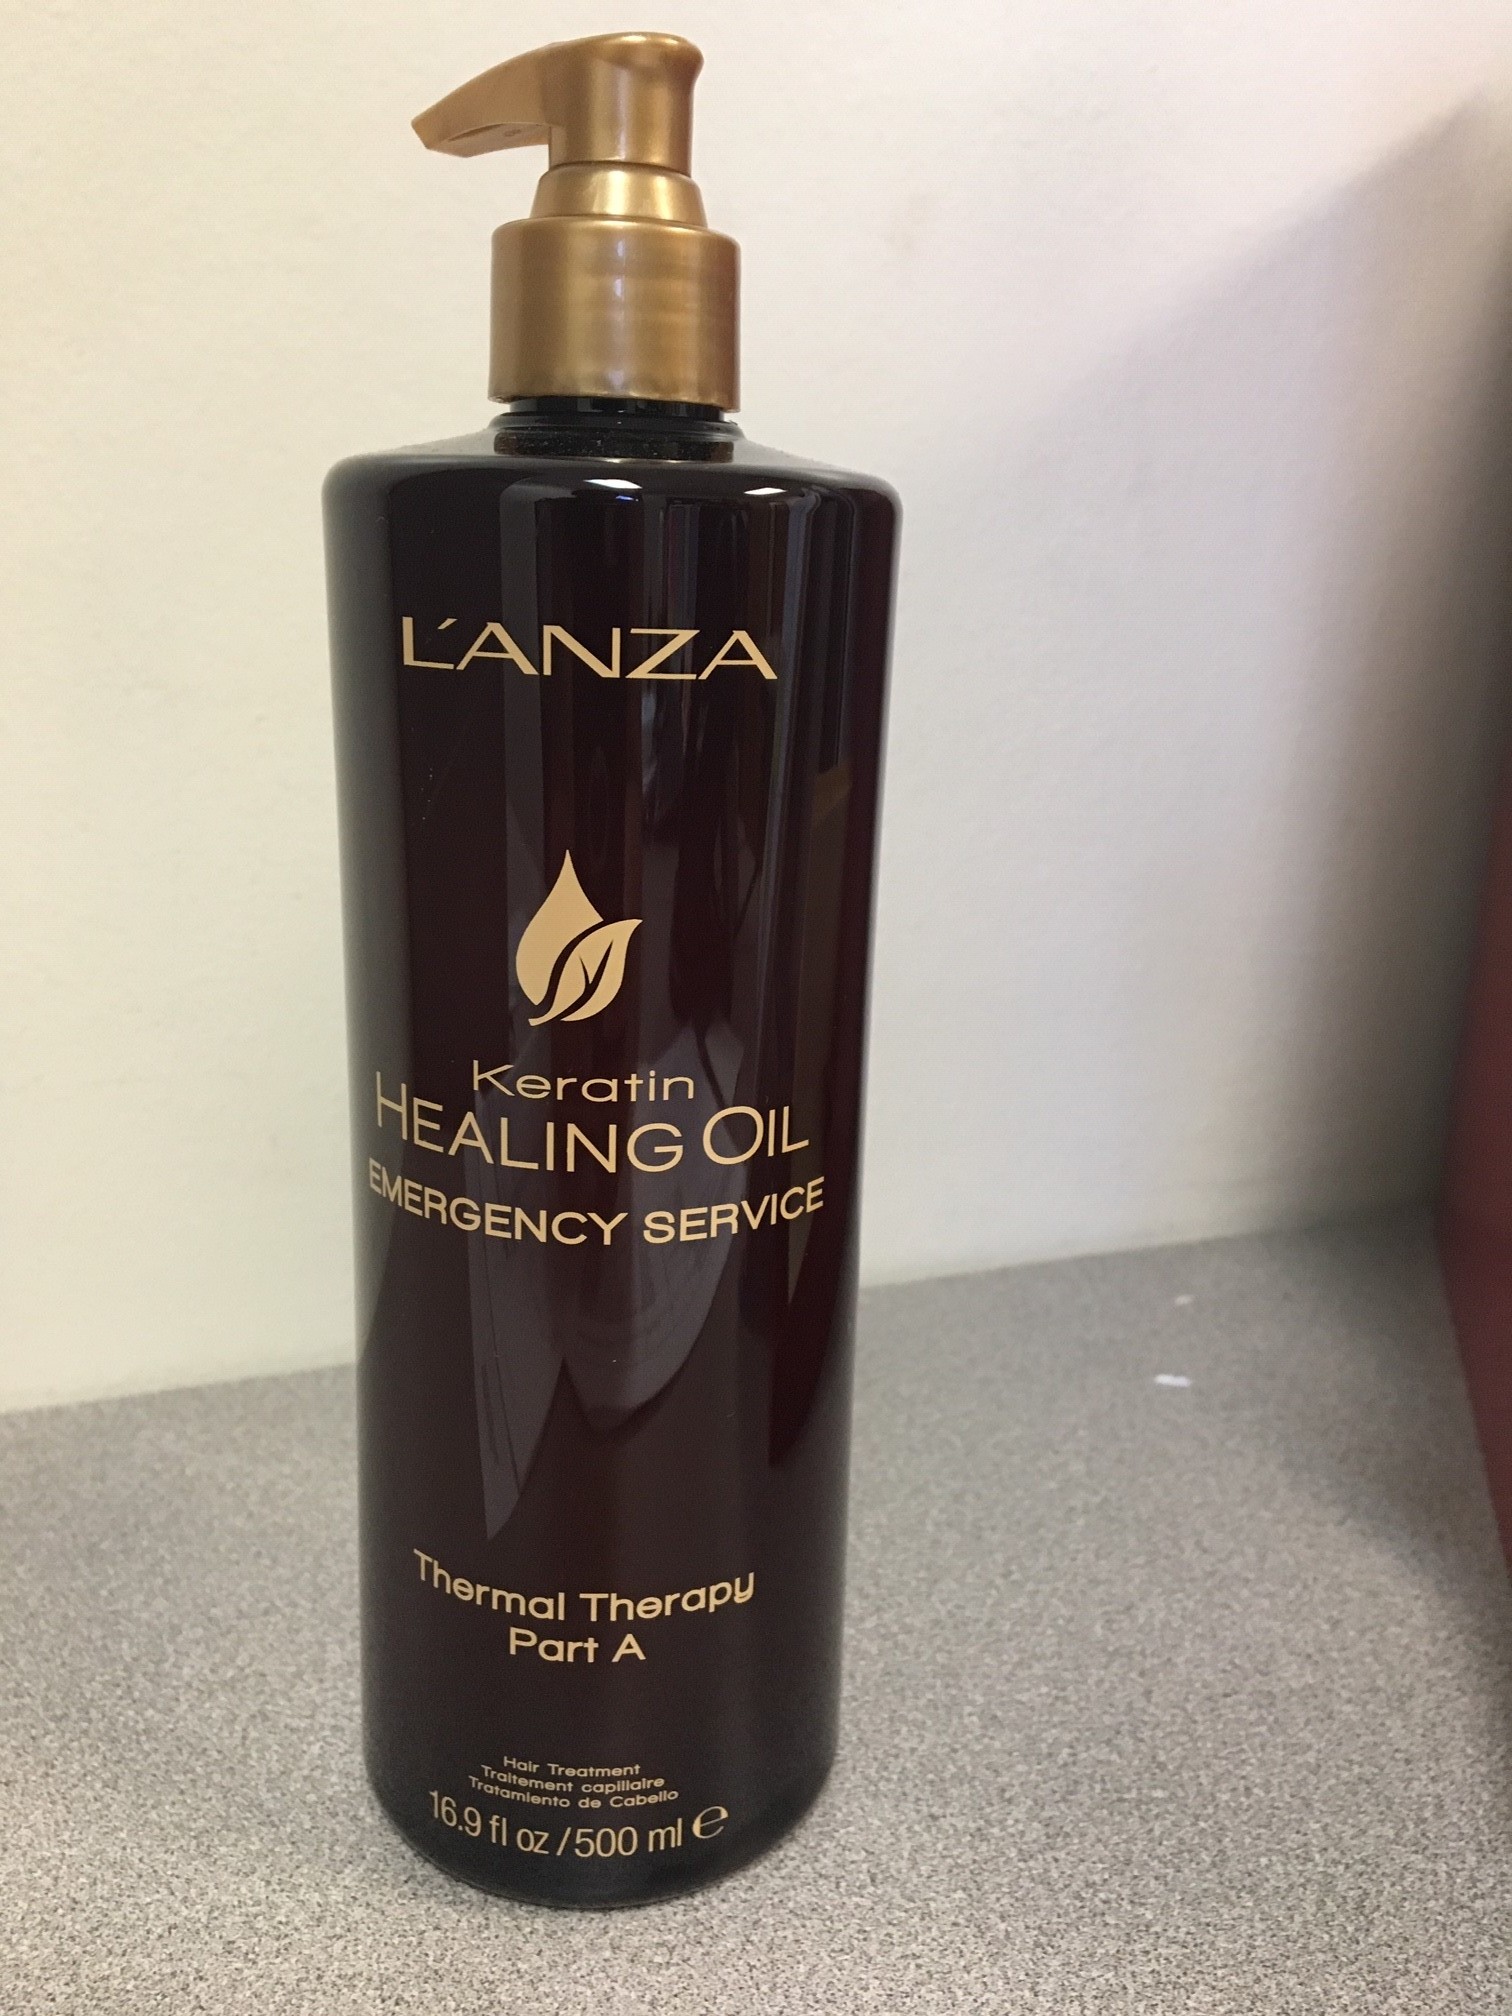 L'ANZA
Keratin
HEALING OIL
EMERGENCY SERVICE
Thermal Therapy
Part A
Hair Treatment
Traitement capillaire
Tratamiento de Cabello
16.9 fl oz / 500 ml ℮